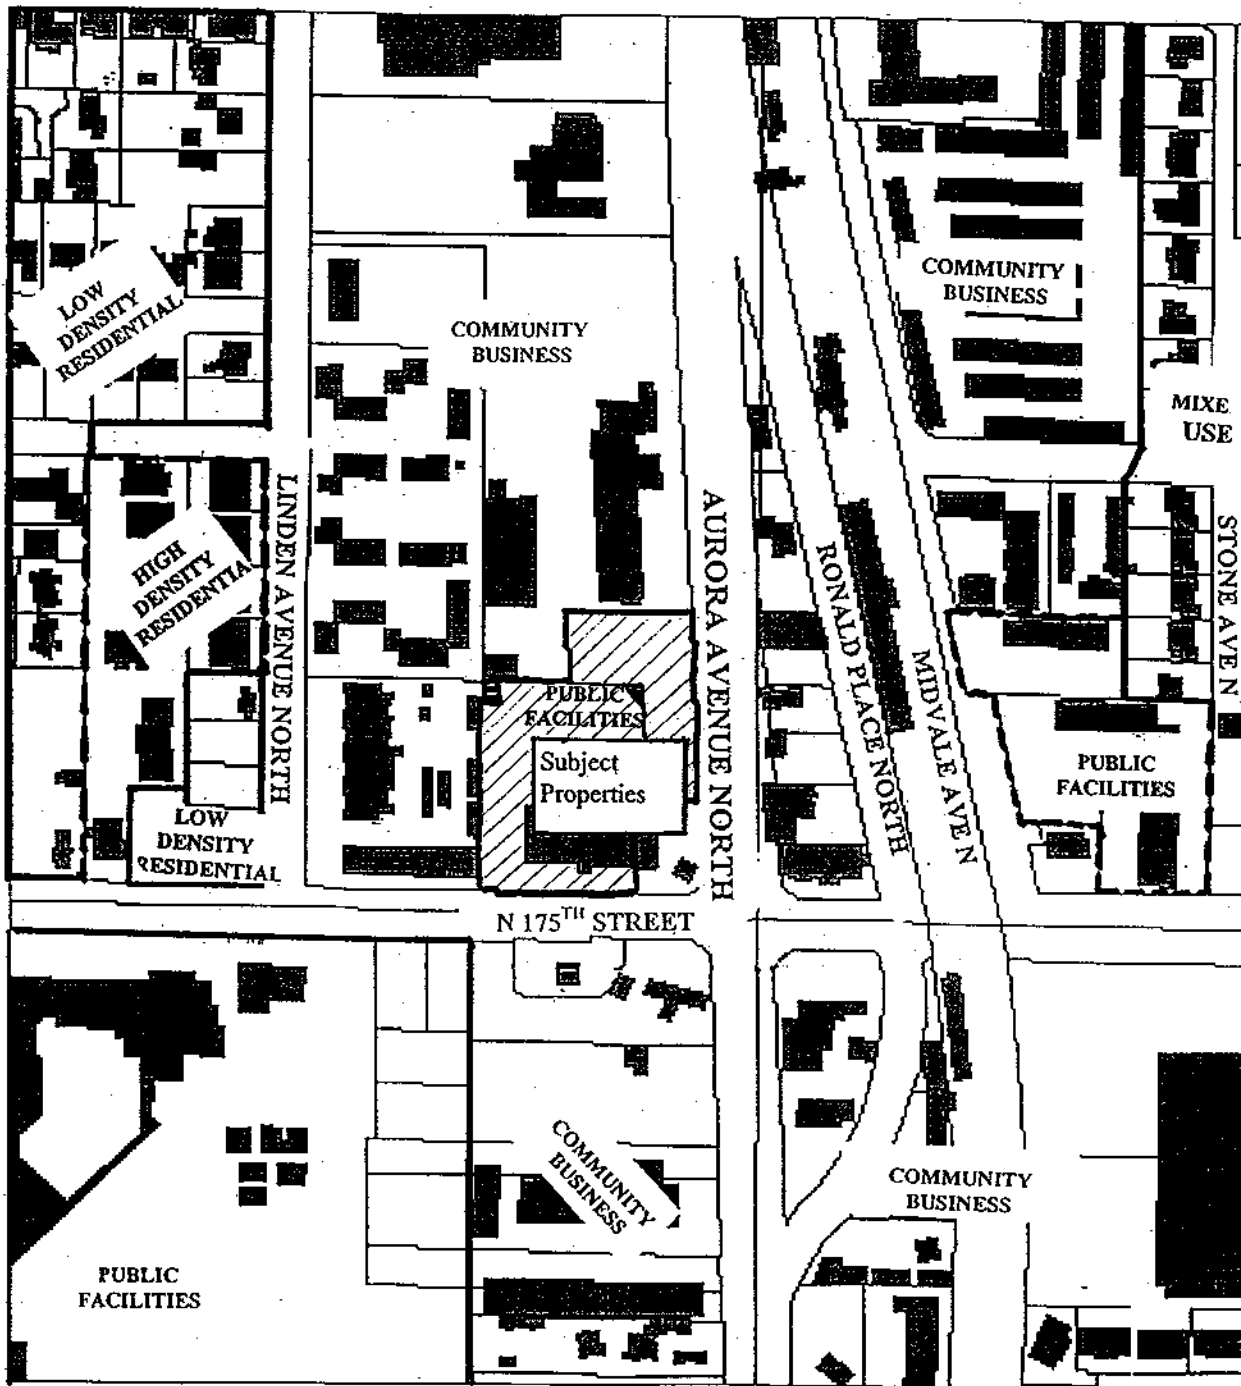 LOW
DENSITY
RESIDENTIAL
COMMUNITY
BUSINESS
COMMUNITY
BUSINESS
MIXE
USE
HIGH
DENSITY
RESIDENTIA
LINDEN AVENUE NORTH
AURORA AVENUE NORTH
RONALD PLACE NORTH
MIDVALE AVE N
STONE AVE N
PUBLIC
FACILITIES
Subject
Properties
PUBLIC
FACILITIES
LOW
DENSITY
RESIDENTIAL
N 175TH STREET
COMMUNITY
BUSINESS
COMMUNITY
BUSINESS
PUBLIC
FACILITIES